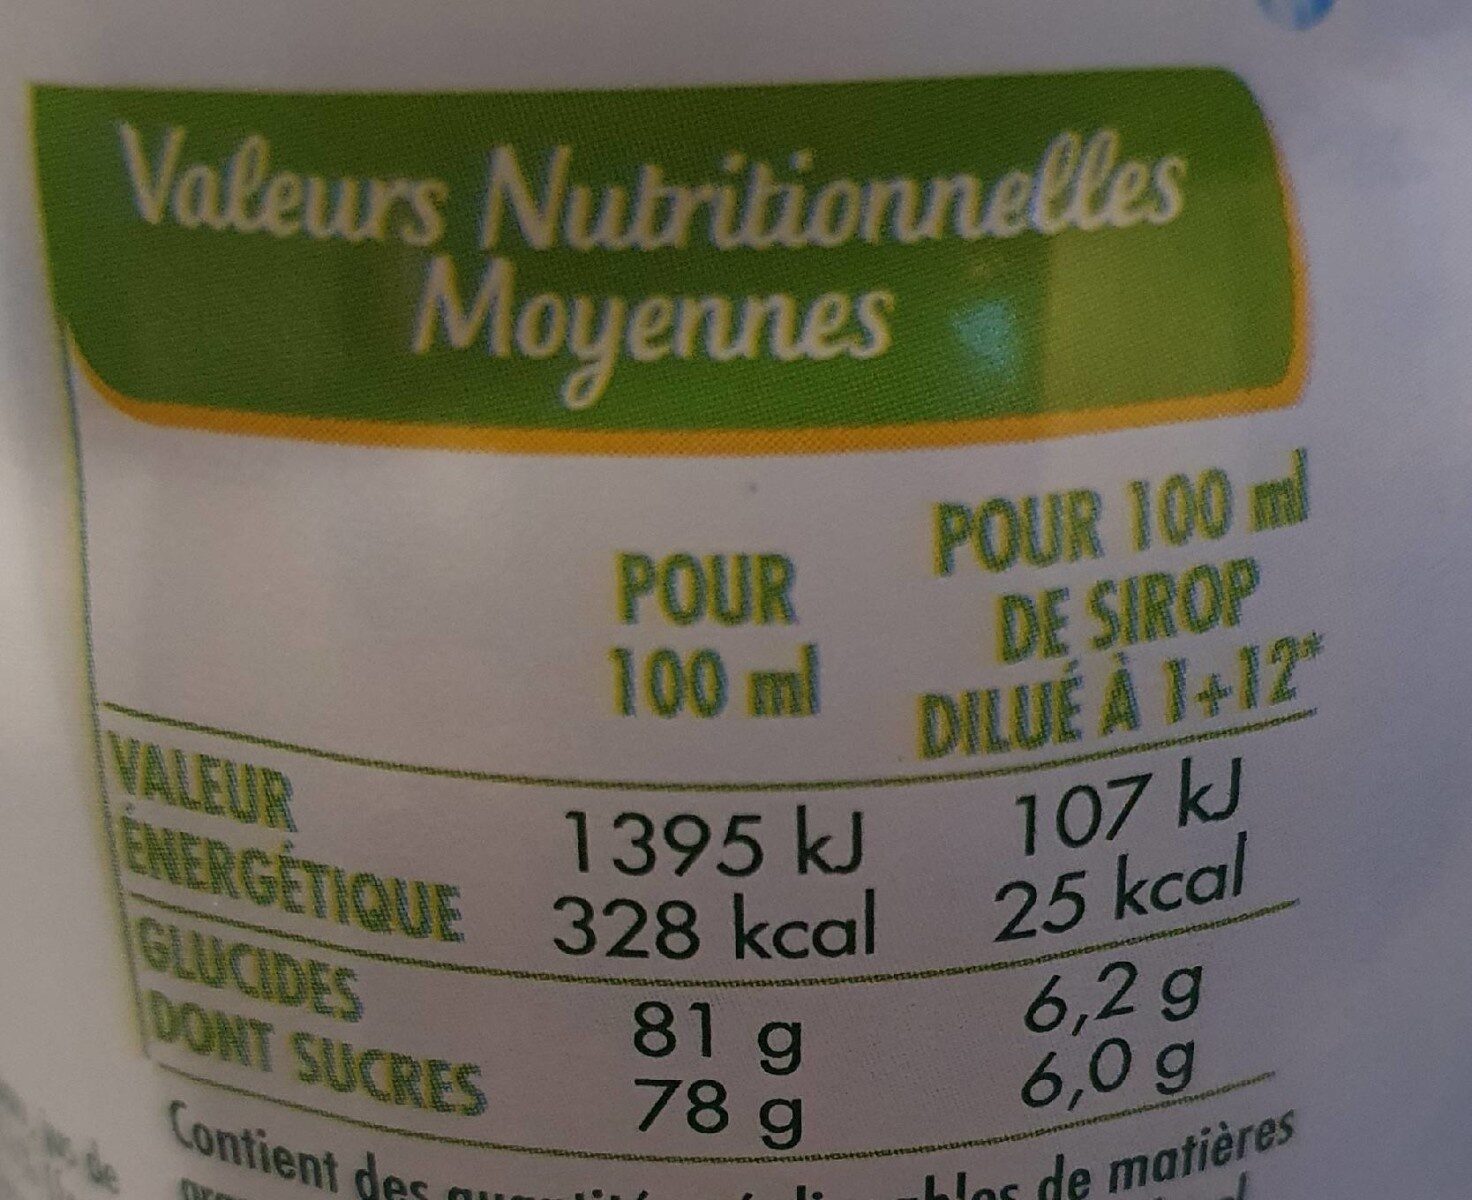 Valeurs Nutritionnelles
Moyennes
POUR
100 ml
POUR 100 ml
DE SIROP
DILUÉ À 1+12*
VALEUR
ÉNERGÉTIQUE
1395 kJ
328 kcal
107 kJ
25 kcal
GLUCIDES
81 g
6,2 g
DONT SUCRES
78 g
6,0 g
Contient des de matières